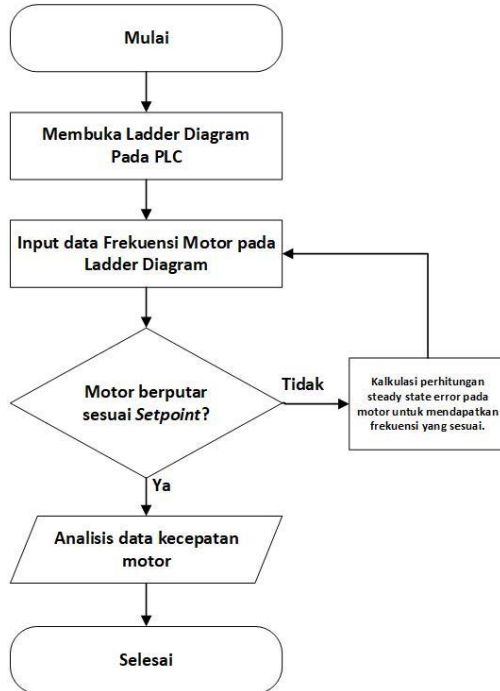 Mulai
Membuka Ladder Diagram
Pada PLC
Input data Frekuensi Motor pada
Ladder Diagram
Motor berputar
sesuai Setpoint?
Tidak
Kalkulasi perhitungan
steady state error pada
motor untuk mendapatkan
frekuensi yang sesuai.
Ya
Analisis data kecepatan
motor
Selesai